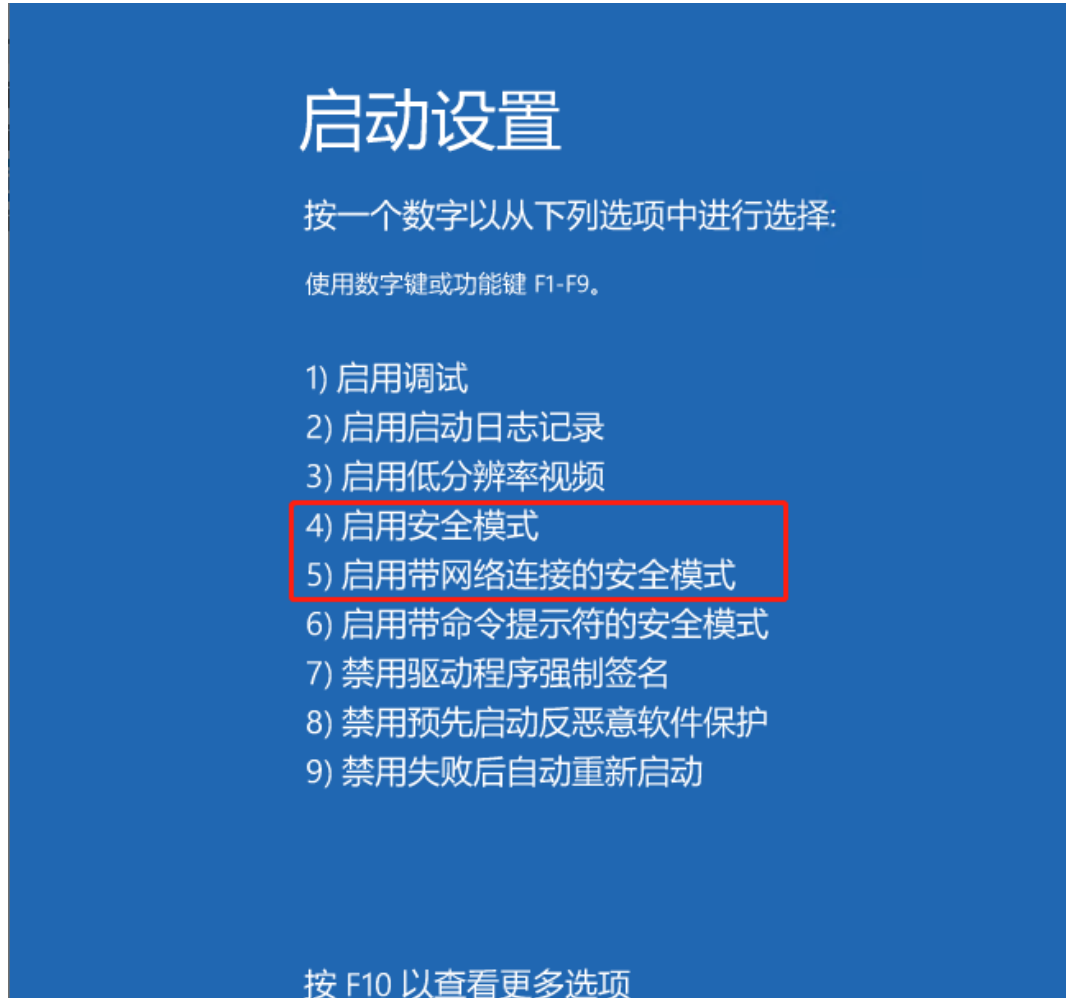 启动设置
按一个数字以从下列选项中进行选择:
使用数字键或功能键 F1-F9。
1) 启用调试
2) 启用启动日志记录
3) 启用低分辨率视频
4) 启用安全模式
5) 启用带网络连接的安全模式
6) 启用带命令提示符的安全模式
7) 禁用驱动程序强制签名
8) 禁用预先启动反恶意软件保护
9) 禁用失败后自动重新启动
按 F10 以查看更多选项